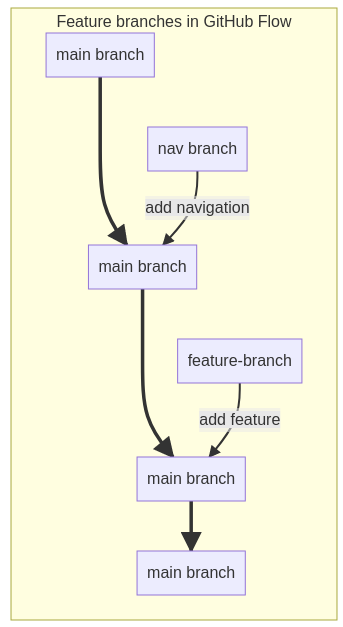 Feature branches in GitHub Flow
main branch
nav branch
add navigation
main branch
feature-branch
add feature
main branch
main branch